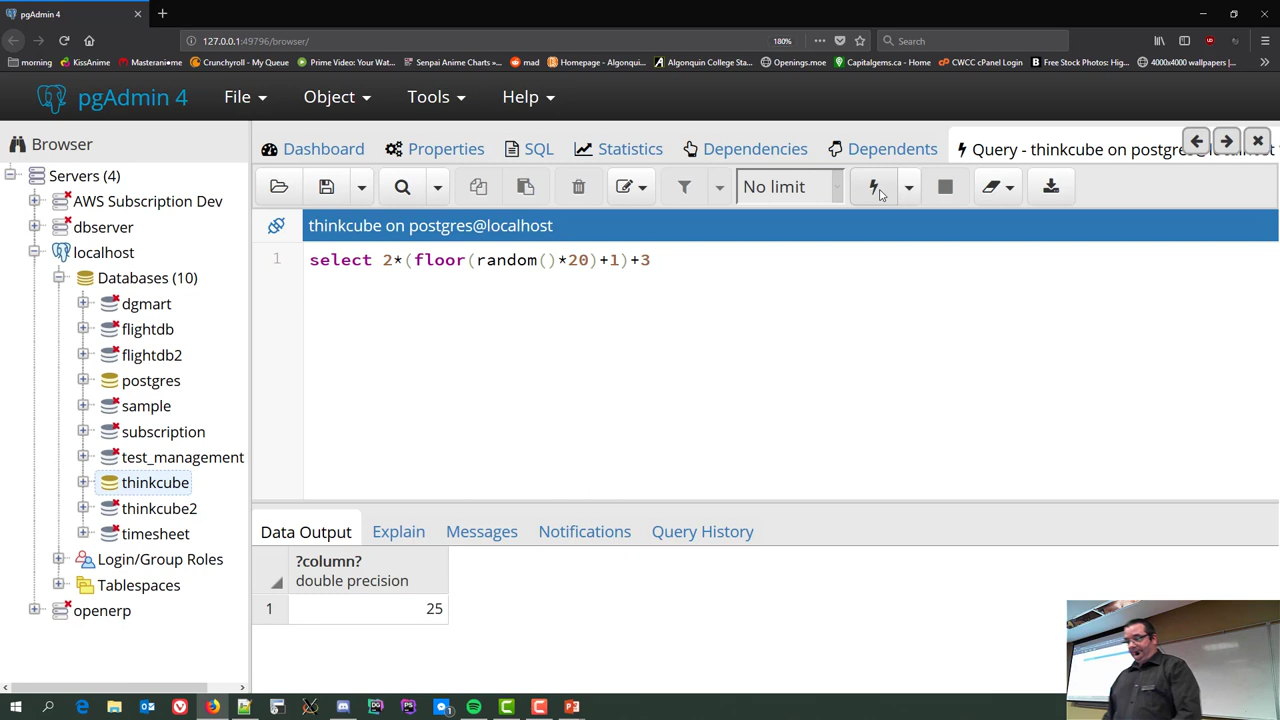 pgAdmin 4
127.0.0.1:49796/browser/
180%
Search
morning
KissAnime
Masterani●me
Crunchyroll - My Queue
Prime Video: Your Wat...
Senpai Anime Charts »...
mad
Homepage - Algonqui...
Algonquin College Sta...
Openings.moe
Capitalgems.ca - Home
CWCC cPanel Login
Free Stock Photos: Hig...
4000x4000 wallpapers |...
pgAdmin 4
File
Object
Tools
Help
Browser
Dashboard
Properties
SQL
Statistics
Dependencies
Dependents
Query - thinkcube on postgres@localhost
Servers (4)
AWS Subscription Dev
dbserver
localhost
Databases (10)
dgmart
flightdb
flightdb2
postgres
sample
subscription
test_management
thinkcube
thinkcube2
timesheet
Login/Group Roles
Tablespaces
openerp
No limit
thinkcube on postgres@localhost
1
select 2*(floor(random()*20)+1)+3
Data Output
Explain
Messages
Notifications
Query History
?column?
double precision
1
25